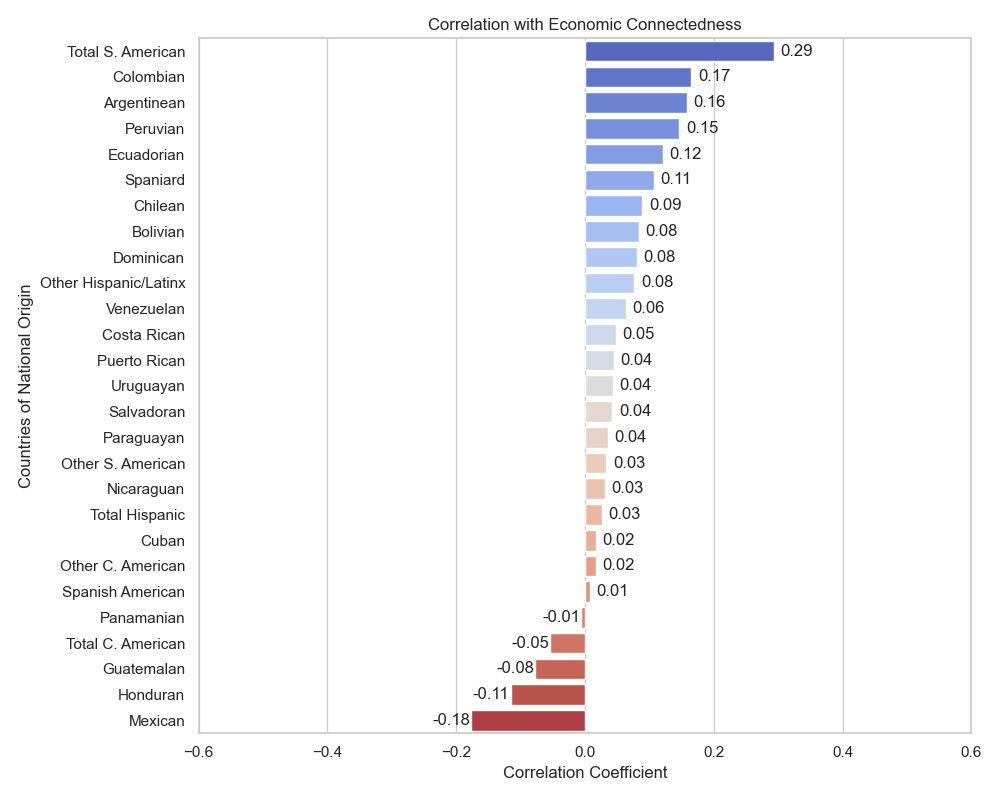 Correlation with Economic Connectedness
Total S. American 0.29
Colombian 0.17
Argentinean 0.16
Peruvian 0.15
Ecuadorian 0.12
Spaniard 0.11
Chilean 0.09
Bolivian 0.08
Dominican 0.08
Other Hispanic/Latinx 0.08
Venezuelan 0.06
Costa Rican 0.05
Puerto Rican 0.04
Uruguayan 0.04
Salvadoran 0.04
Paraguayan 0.04
Other S. American 0.03
Nicaraguan 0.03
Total Hispanic 0.03
Cuban 0.02
Other C. American 0.02
Spanish American 0.01
Panamanian -0.01
Total C. American -0.05
Guatemalan -0.08
Honduran -0.11
Mexican -0.18
−0.6 −0.4 −0.2 0.0 0.2 0.4 0.6
Correlation Coefficient
Countries of National Origin